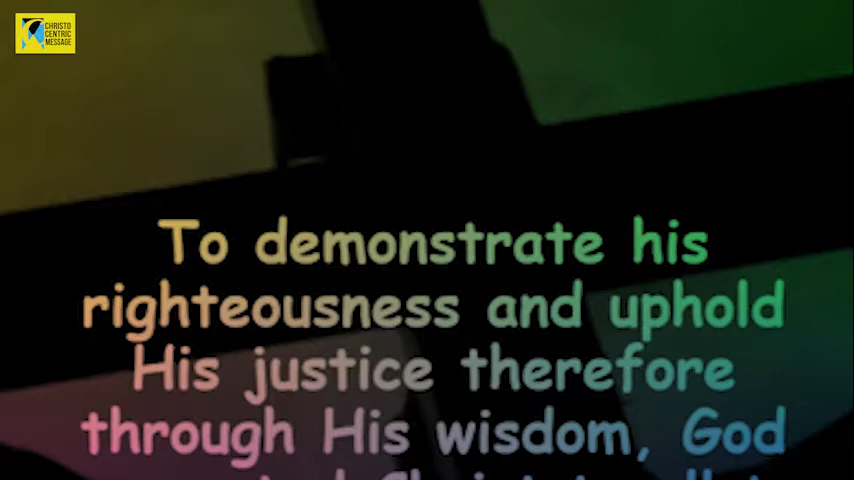 CHRISTO
CENTRIC
MESSAGE
To demonstrate his
righteousness and uphold
His justice therefore
through His wisdom, God